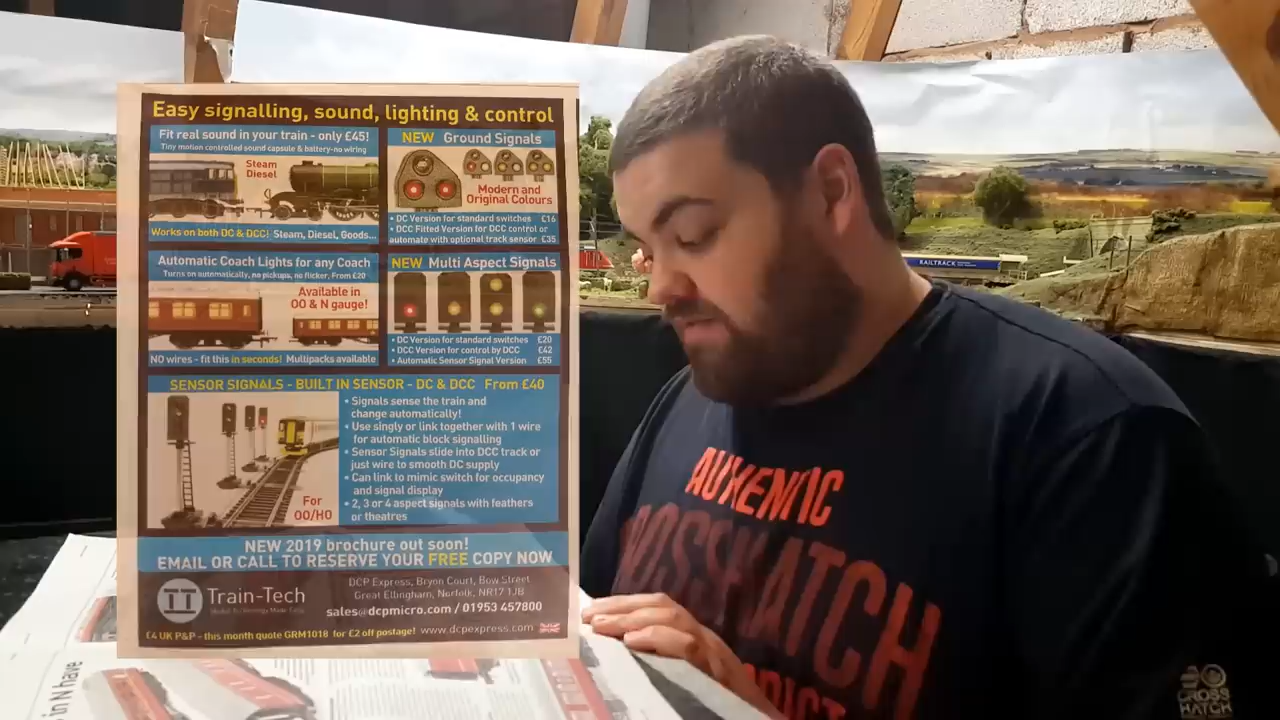 Easy signalling, sound, lighting & control
Fit real sound in your train - only £45!
Tiny motion controlled sound capsule & battery-no wiring
Steam
Diesel
Works on both DC & DCC! Steam, Diesel, Goods...
NEW Ground Signals
Modern and
Original Colours
• DC Version for standard switches £16
• DCC Fitted Version for DCC control or
automate with optional track sensor £35
Automatic Coach Lights for any Coach
Turns on automatically, no pickups, no flicker, From £20
Available in
OO & N gauge!
NO wires - fit this in seconds! Multipacks available
NEW Multi Aspect Signals
• DC Version for standard switches £20
• DCC Version for control by DCC £42
• Automatic Sensor Signal Version £55
SENSOR SIGNALS - BUILT IN SENSOR - DC & DCC From £40
• Signals sense the train and
change automatically!
• Use singly or link together with 1 wire
for automatic block signalling
• Sensor Signals slide into DCC track or
just wire to smooth DC supply
• Can link to mimic switch for occupancy
and signal display
• 2, 3 or 4 aspect signals with feathers
or theatres
For
OO/HO
NEW 2019 brochure out soon!
EMAIL OR CALL TO RESERVE YOUR FREE COPY NOW
TT Train-Tech
Model Technology Made Easy
DCP Express, Bryon Court, Bow Street
Great Ellingham, Norfolk, NR17 1JB
sales@dcpmicro.com / 01953 457800
£4 UK P&P - this month quote GRM1018 for £2 off postage! www.dcpexpress.com
RAILTRACK
AUTHENTIC
CROSSHATCH
CROSS
HATCH
in N have